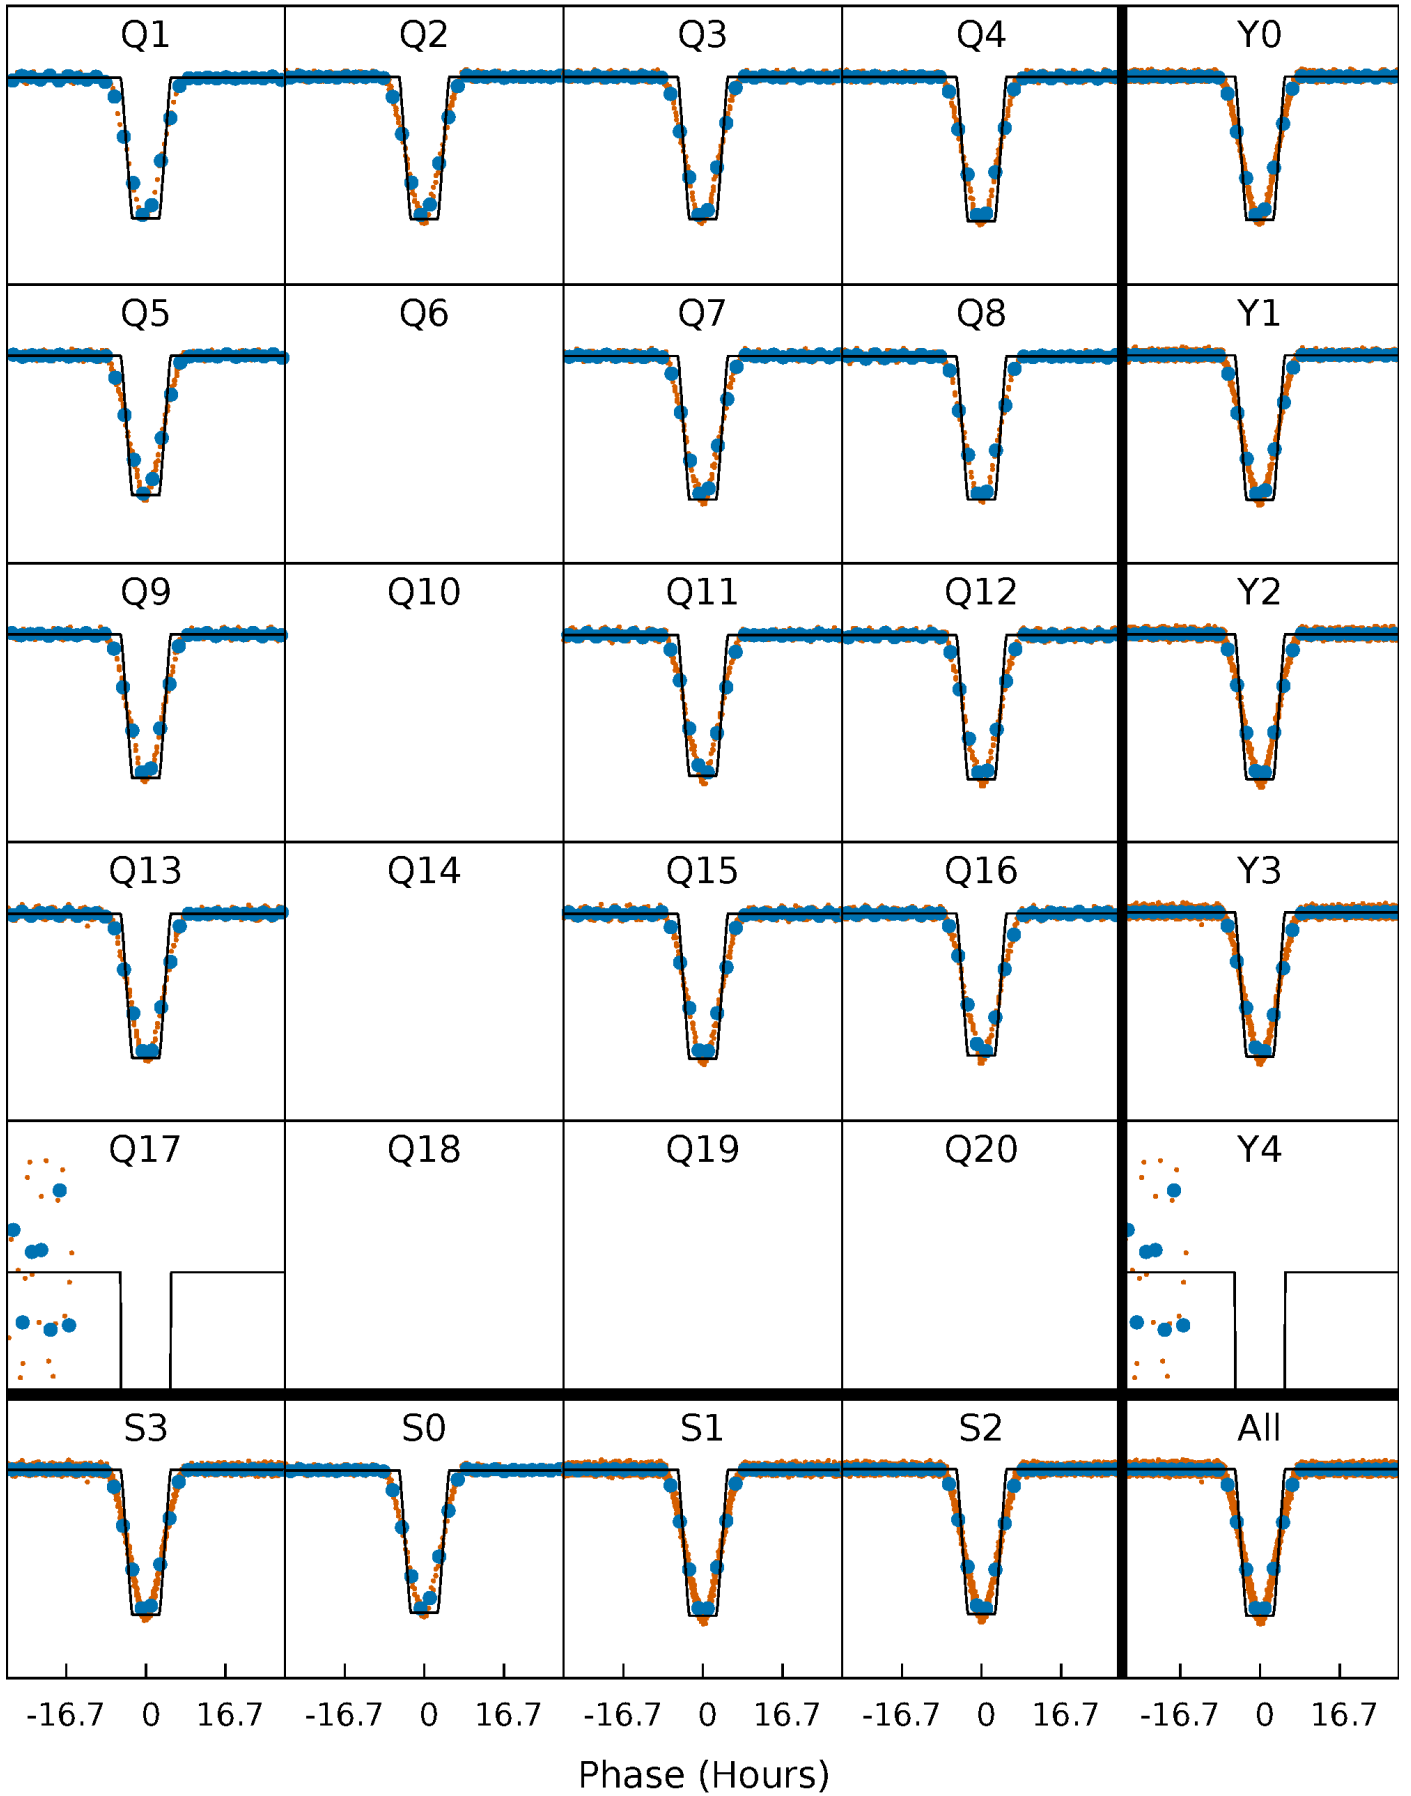 Q1 Q2 Q3 Q4 Y0
Q5 Q6 Q7 Q8 Y1
Q9 Q10 Q11 Q12 Y2
Q13 Q14 Q15 Q16 Y3
Q17 Q18 Q19 Q20 Y4
S3 S0 S1 S2 All
-16.7 0 16.7 -16.7 0 16.7 -16.7 0 16.7 -16.7 0 16.7 -16.7 0 16.7
Phase (Hours)